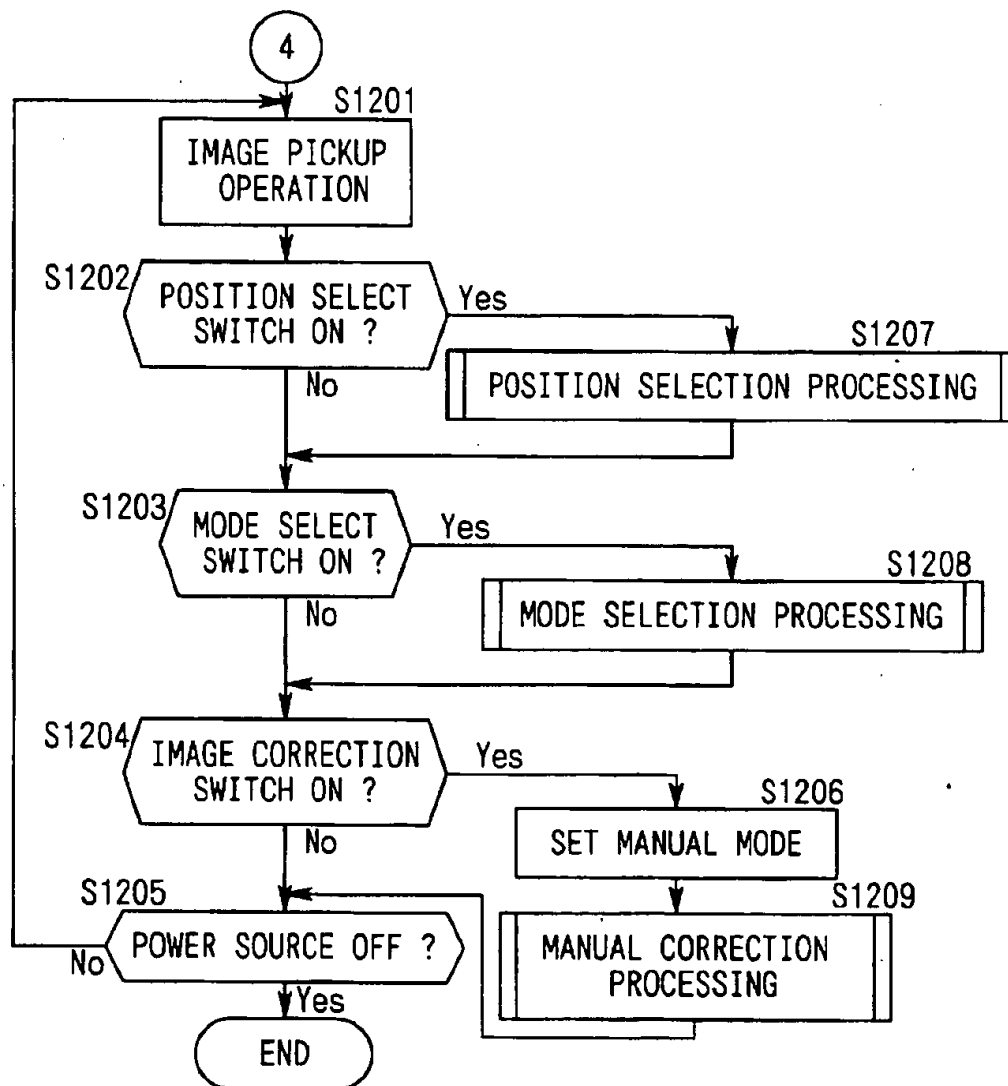 4
S1201
IMAGE PICKUP
OPERATION
S1202
POSITION SELECT
SWITCH ON ?
Yes
No
S1207
POSITION SELECTION PROCESSING
S1203
MODE SELECT
SWITCH ON ?
Yes
No
S1208
MODE SELECTION PROCESSING
S1204
IMAGE CORRECTION
SWITCH ON ?
Yes
No
S1206
SET MANUAL MODE
S1209
MANUAL CORRECTION
PROCESSING
S1205
POWER SOURCE OFF ?
No
Yes
END